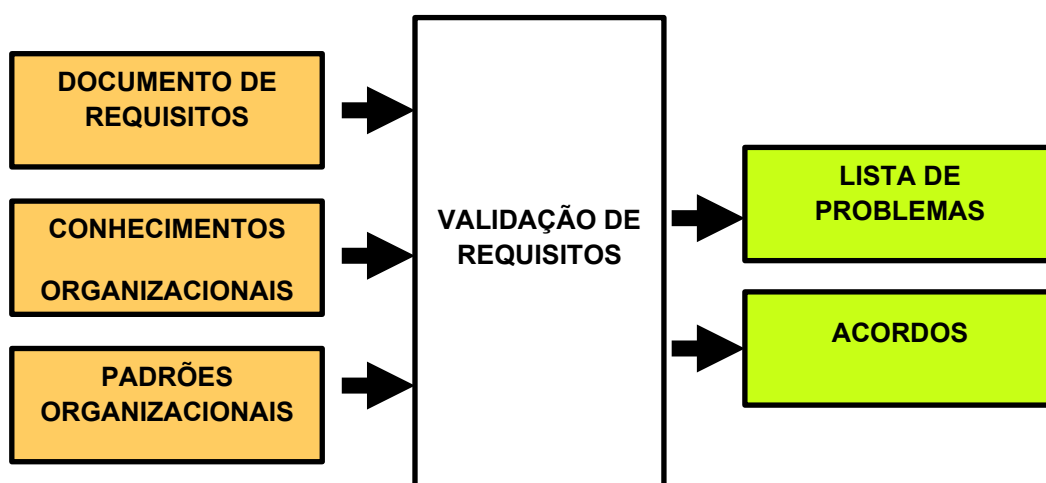 DOCUMENTO DE
REQUISITOS
CONHECIMENTOS
ORGANIZACIONAIS
PADRÕES
ORGANIZACIONAIS
VALIDAÇÃO DE
REQUISITOS
LISTA DE
PROBLEMAS
ACORDOS